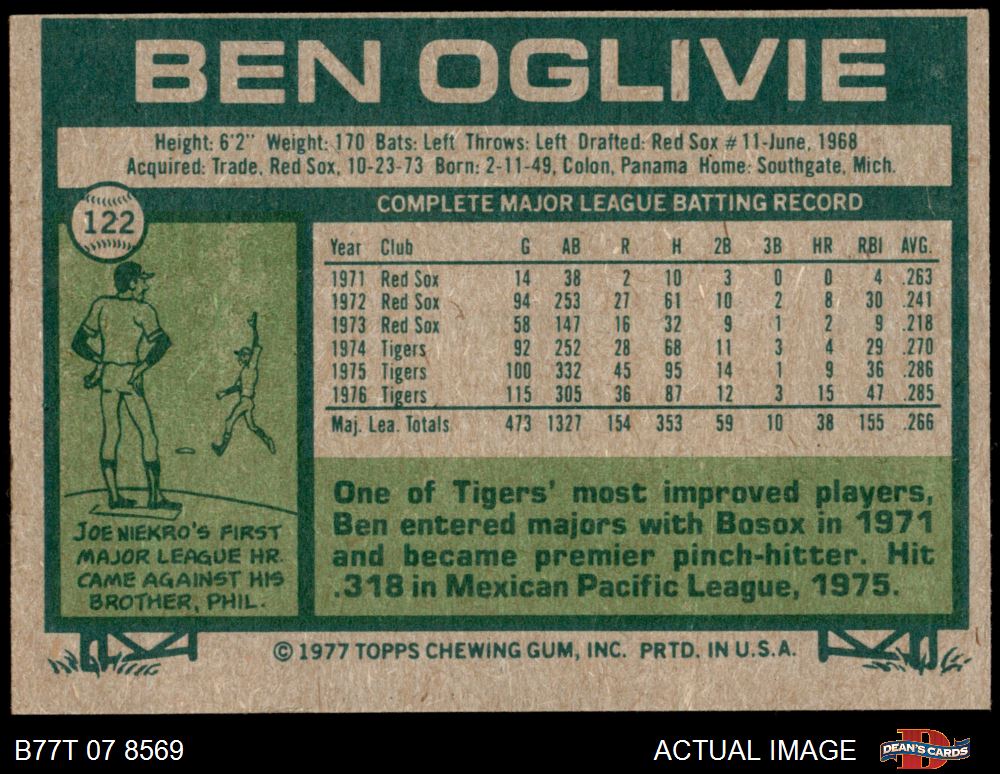 BEN OGLIVIE
Height: 6'2" Weight: 170 Bats: Left Throws: Left Drafted: Red Sox #11-June, 1968
Acquired: Trade, Red Sox, 10-23-73 Born: 2-11-49, Colon, Panama Home: Southgate, Mich.
122
COMPLETE MAJOR LEAGUE BATTING RECORD
Year Club G AB R H 2B 3B HR RBI AVG.
1971 Red Sox 14 38 2 10 3 0 0 4 .263
1972 Red Sox 94 253 27 61 10 2 8 30 .241
1973 Red Sox 58 147 16 32 9 1 2 9 .218
1974 Tigers 92 252 28 68 11 3 4 29 .270
1975 Tigers 100 332 45 95 14 1 9 36 .286
1976 Tigers 115 305 36 87 12 3 15 47 .285
Maj. Lea. Totals 473 1327 154 353 59 10 38 155 .266
JOE NIEKRO'S FIRST
MAJOR LEAGUE HR.
CAME AGAINST HIS
BROTHER, PHIL.
One of Tigers' most improved players,
Ben entered majors with Bosox in 1971
and became premier pinch-hitter. Hit
.318 in Mexican Pacific League, 1975.
© 1977 TOPPS CHEWING GUM, INC. PRTD. IN U.S.A.
B77T 07 8569
ACTUAL IMAGE
DEAN'S CARDS